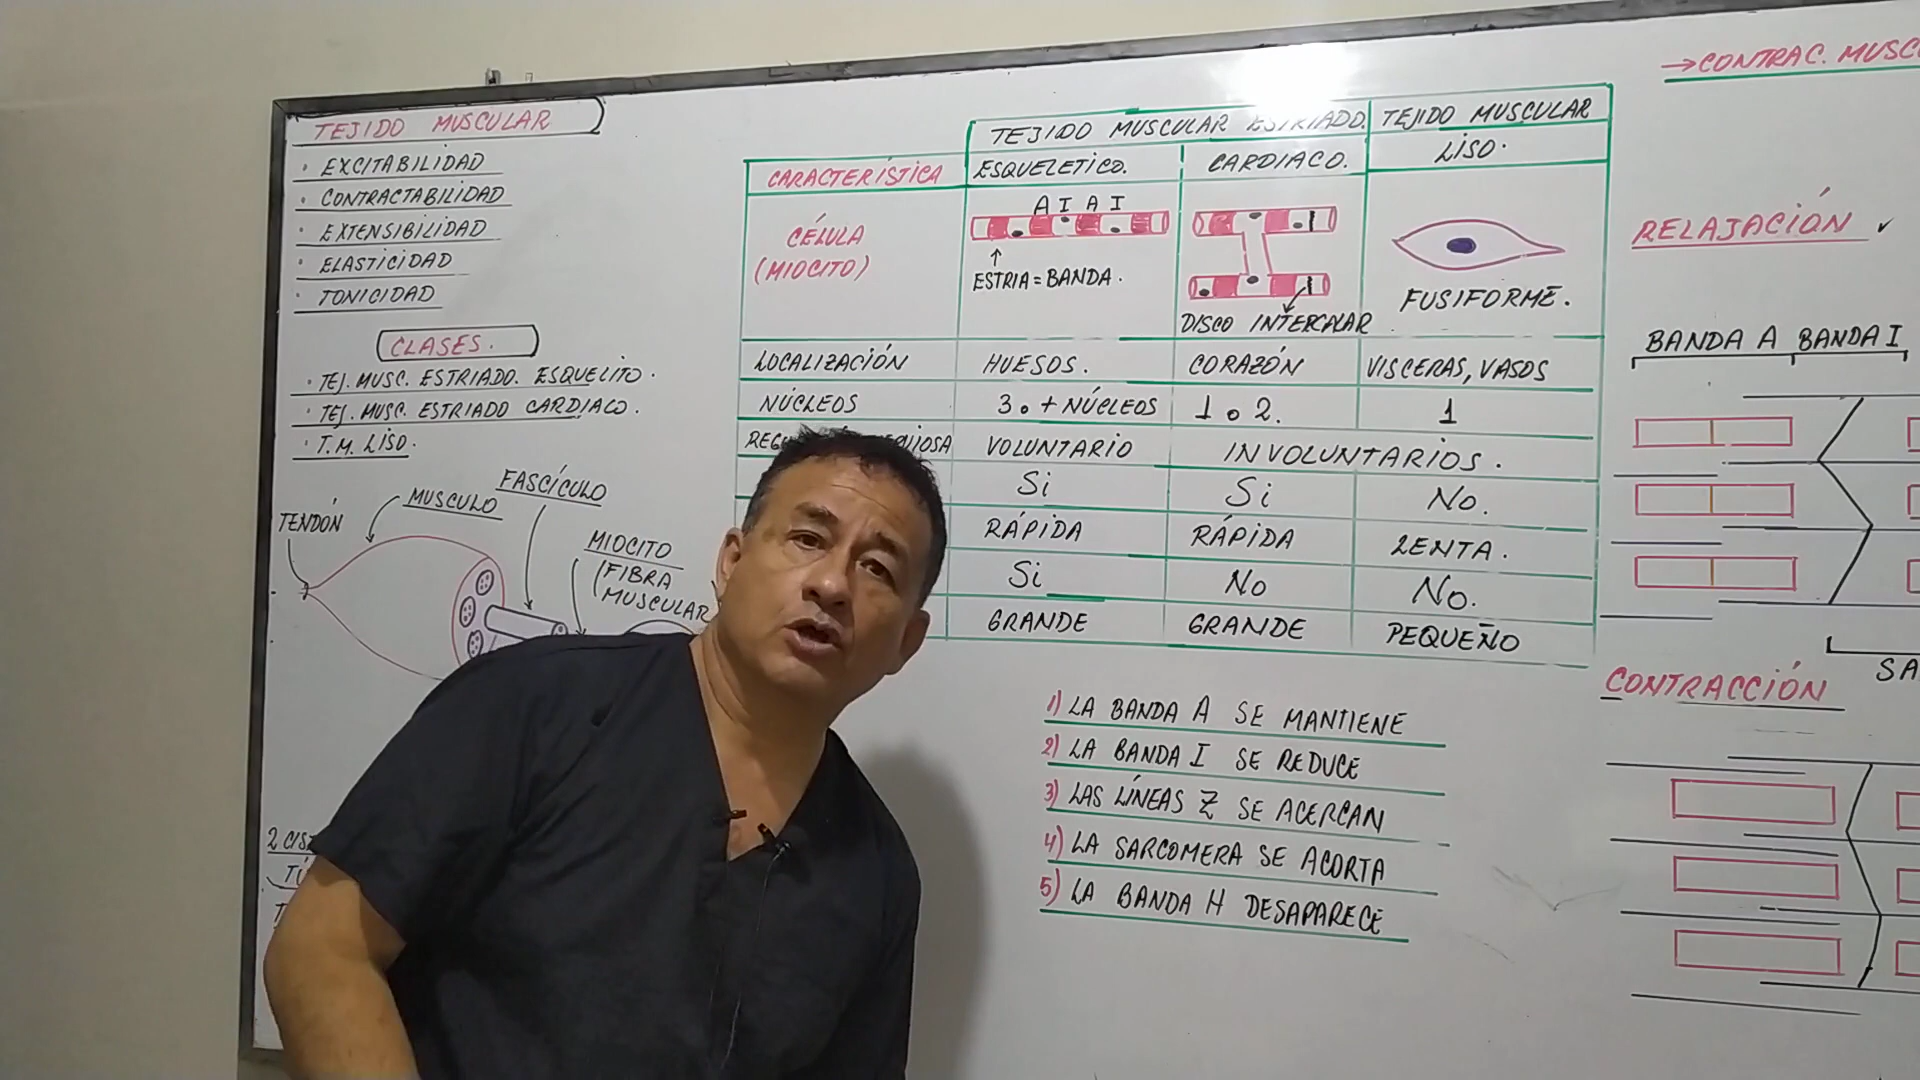 TEJIDO MUSCULAR
• EXCITABILIDAD
• CONTRACTABILIDAD
• EXTENSIBILIDAD
• ELASTICIDAD
• TONICIDAD
CLASES.
• TEJ. MUSC. ESTRIADO. ESQUELITO.
• TEJ. MUSC. ESTRIADO CARDIACO.
• T.M. LISO.
TENDÓN
MUSCULO
FASCÍCULO
MIOCITO
(FIBRA
MUSCULAR
TEJIDO MUSCULAR ESTRIADO.
TEJIDO MUSCULAR
LISO.
CARACTERÍSTICA
ESQUELETICO.
CARDIACO.
CÉLULA
(MIOCITO)
A I A I
ESTRIA = BANDA.
DISCO INTERCALAR
FUSIFORME.
LOCALIZACIÓN
HUESOS.
CORAZÓN
VISCERAS, VASOS
NÚCLEOS
3 o + NÚCLEOS
1 o 2.
1
VOLUNTARIO
INVOLUNTARIOS.
Si
Si
No.
RÁPIDA
RÁPIDA
LENTA.
Si
No
No.
GRANDE
GRANDE
PEQUEÑO
1) LA BANDA A SE MANTIENE
2) LA BANDA I SE REDUCE
3) LAS LÍNEAS Z SE ACERCAN
4) LA SARCOMERA SE ACORTA
5) LA BANDA H DESAPARECE
→ CONTRAC. MUSC
RELAJACIÓN ✓
BANDA A BANDA I
SA
CONTRACCIÓN